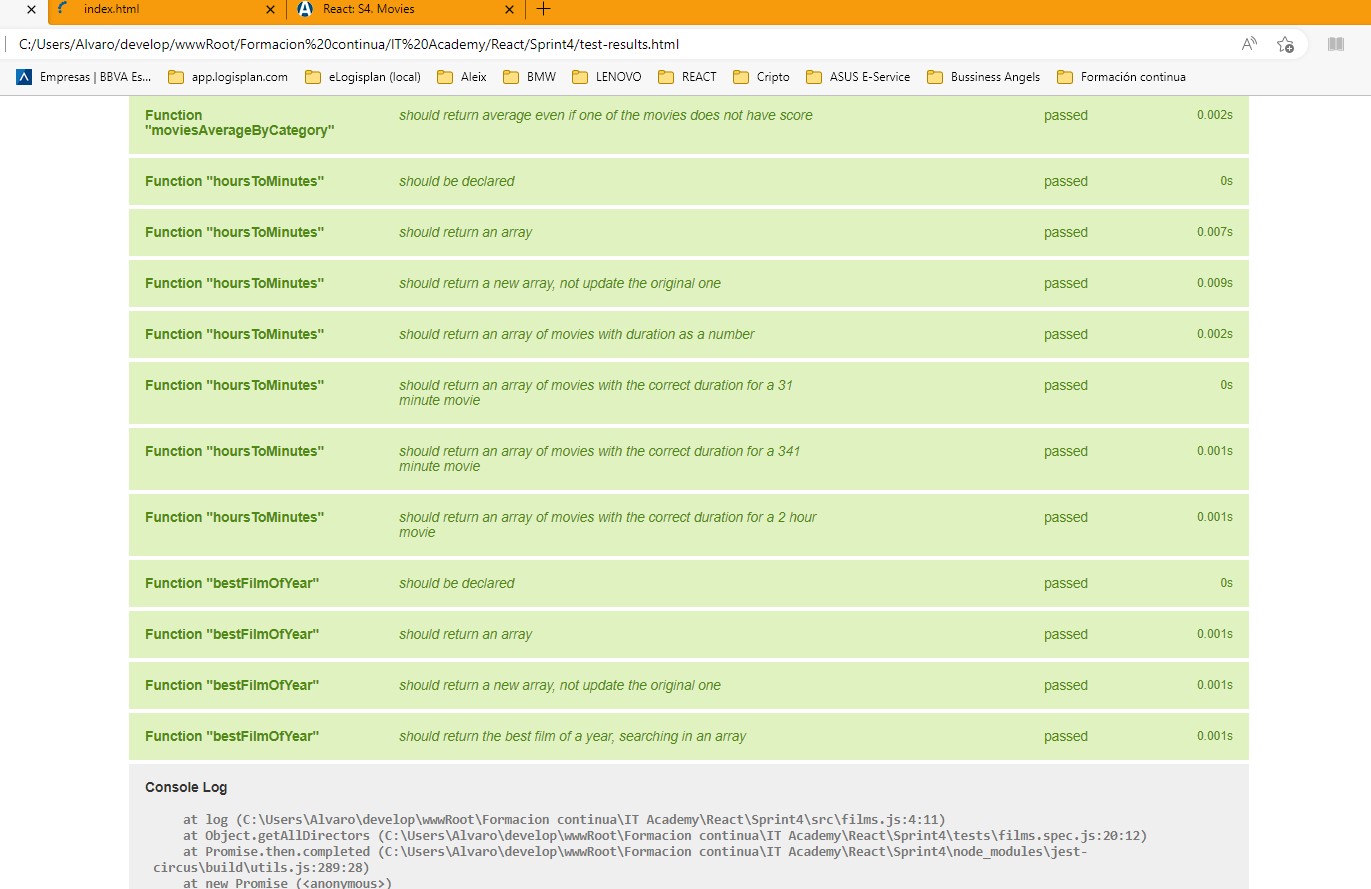 index.html
React: S4. Movies
C:/Users/Alvaro/develop/wwwRoot/Formacion%20continua/IT%20Academy/React/Sprint4/test-results.html
Empresas | BBVA Es... app.logisplan.com eLogisplan (local) Aleix BMW LENOVO REACT Cripto ASUS E-Service Bussiness Angels Formación continua
Function should return average even if one of the movies does not have score passed 0.002s
"moviesAverageByCategory"
Function "hoursToMinutes" should be declared passed 0s
Function "hoursToMinutes" should return an array passed 0.007s
Function "hoursToMinutes" should return a new array, not update the original one passed 0.009s
Function "hoursToMinutes" should return an array of movies with duration as a number passed 0.002s
Function "hoursToMinutes" should return an array of movies with the correct duration for a 31 passed 0s
minute movie
Function "hoursToMinutes" should return an array of movies with the correct duration for a 341 passed 0.001s
minute movie
Function "hoursToMinutes" should return an array of movies with the correct duration for a 2 hour passed 0.001s
movie
Function "bestFilmOfYear" should be declared passed 0s
Function "bestFilmOfYear" should return an array passed 0.001s
Function "bestFilmOfYear" should return a new array, not update the original one passed 0.001s
Function "bestFilmOfYear" should return the best film of a year, searching in an array passed 0.001s
Console Log
at log (C:\Users\Alvaro\develop\wwwRoot\Formacion continua\IT Academy\React\Sprint4\src\films.js:4:11)
at Object.getAllDirectors (C:\Users\Alvaro\develop\wwwRoot\Formacion continua\IT Academy\React\Sprint4\tests\films.spec.js:20:12)
at Promise.then.completed (C:\Users\Alvaro\develop\wwwRoot\Formacion continua\IT Academy\React\Sprint4\node_modules\jest-
circus\build\utils.js:289:28)
at new Promise (<anonymous>)